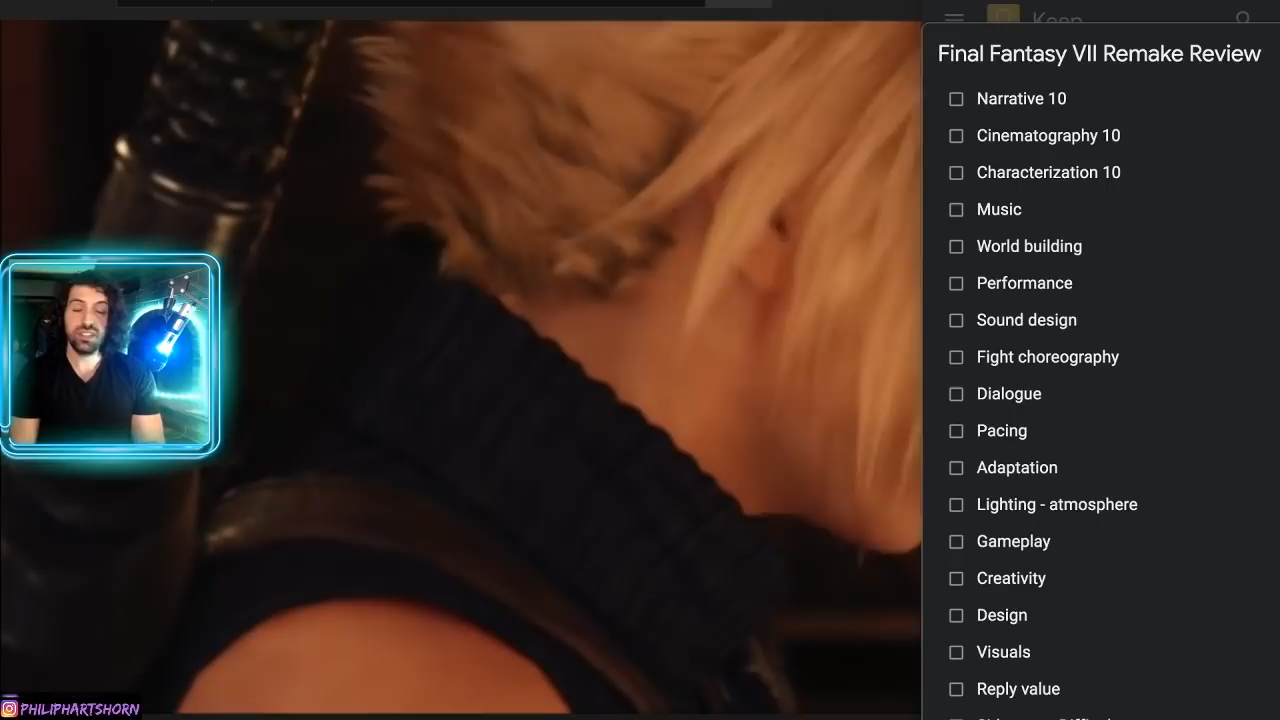 Keep
Final Fantasy VII Remake Review
Narrative 10
Cinematography 10
Characterization 10
Music
World building
Performance
Sound design
Fight choreography
Dialogue
Pacing
Adaptation
Lighting - atmosphere
Gameplay
Creativity
Design
Visuals
Reply value
PHILIPHARTSHORN